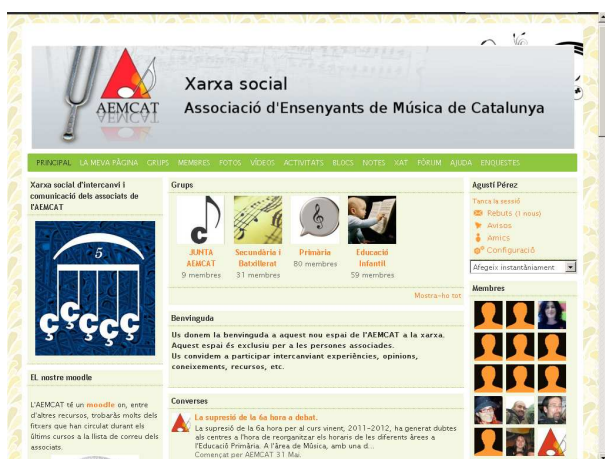 AEMCAT
Xarxa social
Associació d'Ensenyants de Música de Catalunya
PRINCIPAL LA MEVA PÀGINA GRUPS MEMBRES FOTOS VÍDEOS ACTIVITATS BLOCS NOTES XAT FÒRUM AJUDA ENQUESTES
Xarxa social d'intercanvi i
comunicació dels associats de
l'AEMCAT
5
EL nostre moodle
L'AEMCAT té un moodle on, entre
d'altres recursos, trobaràs molts dels
fitxers que han circulat durant els
últims cursos a la llista de correu dels
associats.
Grups
JUNTA
AEMCAT
9 membres
Secundària i
Batxillerat
31 membres
Primària
80 membres
Educació
Infantil
59 membres
Mostra-ho tot
Benvinguda
Us donem la benvinguda a aquest nou espai de l'AEMCAT a la xarxa.
Aquest espai és exclusiu per a les persones associades.
Us convidem a participar intercanviant experiències, opinions,
coneixements, recursos, etc.
Converses
La supresió de la 6a hora a debat.
La supresió de la 6a hora per al curs vinent, 2011-2012, ha generat dubtes
als centres a l'hora de reorganitzar els horaris de les diferents àrees a
l'Educació Primària. A l'àrea de Música, amb una d...
Començat per AEMCAT 31 Mai.
Agustí Pérez
Tanca la sessió
Rebuts (1 nous)
Avisos
Amics
Configuració
Afegeix instantàniament
Membres